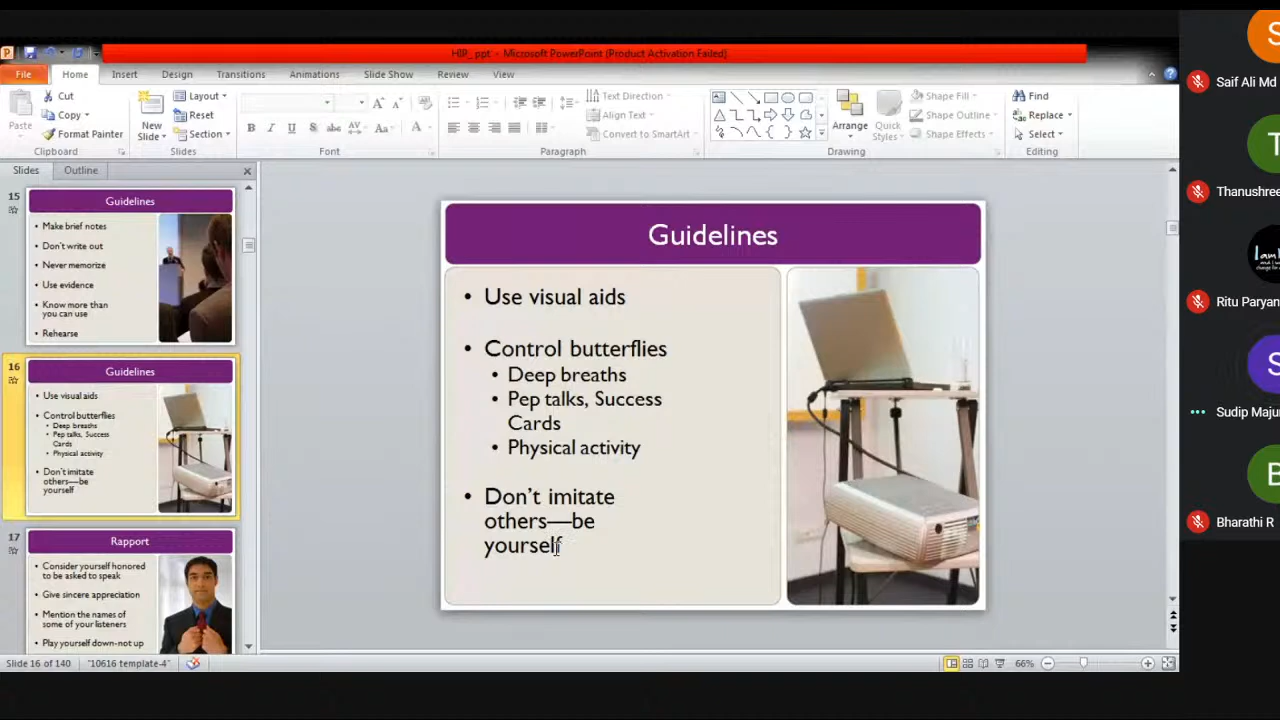 HIP_ ppt - Microsoft PowerPoint (Product Activation Failed)
File Home Insert Design Transitions Animations Slide Show Review View
Paste
Cut
Copy
Format Painter
Clipboard
New
Slide
Layout
Reset
Section
Slides
B I U S abc AV Aa A
Font
Text Direction
Align Text
Convert to SmartArt
Paragraph
Arrange
Quick
Styles
Shape Fill
Shape Outline
Shape Effects
Drawing
Find
Replace
Select
Editing
Slides Outline
15
Guidelines
• Make brief notes
• Don't write out
• Never memorize
• Use evidence
• Know more than
you can use
• Rehearse
16
Guidelines
• Use visual aids
• Control butterflies
• Deep breaths
• Pep talks, Success
Cards
• Physical activity
• Don't imitate
others—be
yourself
17
Rapport
• Consider yourself honored
to be asked to speak
• Give sincere appreciation
• Mention the names of
some of your listeners
• Play yourself down-not up
Guidelines
• Use visual aids
• Control butterflies
• Deep breaths
• Pep talks, Success
Cards
• Physical activity
• Don't imitate
others—be
yourself
Slide 16 of 140 "10616 template-4" 66%
S
Saif Ali Md
T
Thanushree
Ritu Paryan
S
Sudip Majur
B
Bharathi R